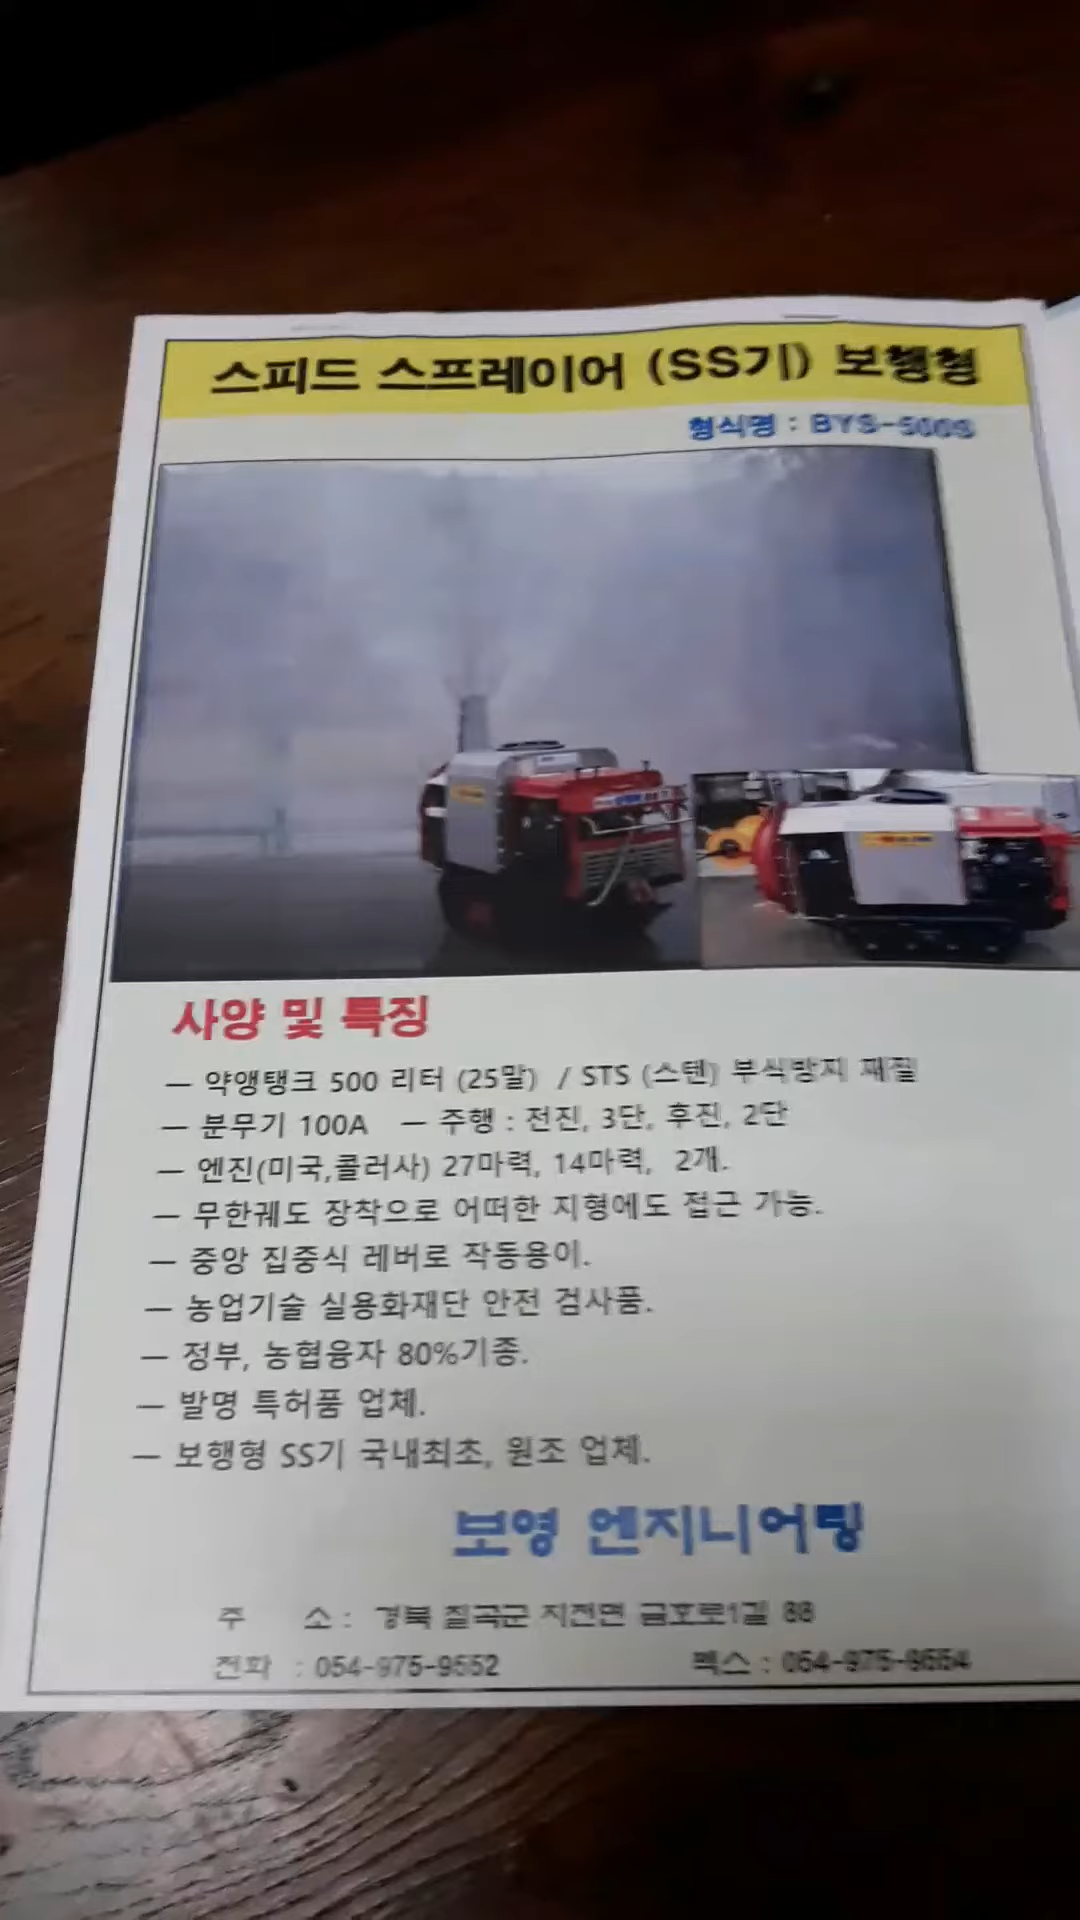 스피드 스프레이어 (SS기) 보행형
형식명 : BYS-500S
사양 및 특징
— 약앵탱크 500 리터 (25말) / STS (스텐) 부식방지 재질
— 분무기 100A — 주행 : 전진, 3단, 후진, 2단
— 엔진(미국,콜러사) 27마력, 14마력, 2개.
— 무한궤도 장착으로 어떠한 지형에도 접근 가능.
— 중앙 집중식 레버로 작동용이.
— 농업기술 실용화재단 안전 검사품.
— 정부, 농협융자 80%기종.
— 발명 특허품 업체.
— 보행형 SS기 국내최초, 원조 업체.
보영 엔지니어링
주 소 : 경북 칠곡군 지천면 금호로1길 88
전화 : 054-975-9552 팩스 : 054-975-9554